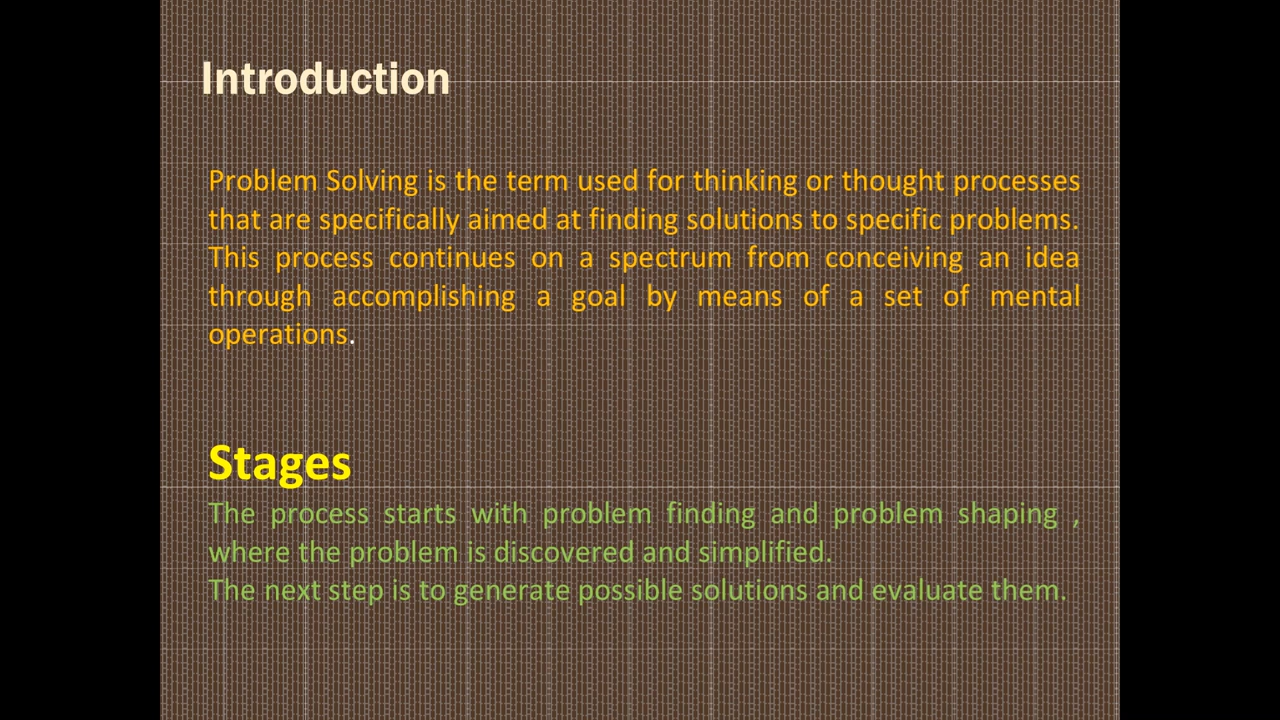 Introduction
Problem Solving is the term used for thinking or thought processes
that are specifically aimed at finding solutions to specific problems.
This process continues on a spectrum from conceiving an idea
through accomplishing a goal by means of a set of mental
operations.
Stages
The process starts with problem finding and problem shaping ,
where the problem is discovered and simplified.
The next step is to generate possible solutions and evaluate them.